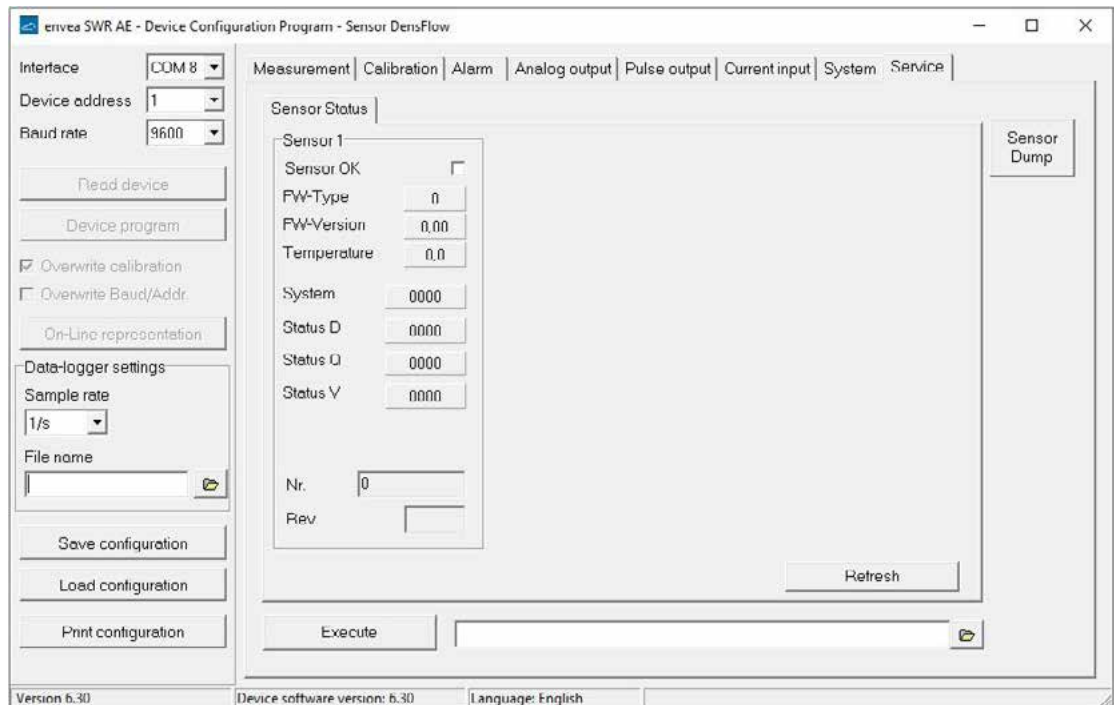 envea SWR AE - Device Configuration Program - Sensor DensFlow
Interface COM 8
Device address 1
Baud rate 9600
Read device
Device program
Overwrite calibration
Overwrite Baud/Addr.
On-Line representation
Data-logger settings
Sample rate
1/s
File name
Save configuration
Load configuration
Print configuration
Measurement Calibration Alarm Analog output Pulse output Current input System Service
Sensor Status
Sensor 1
Sensor OK
FW-Type 0
FW-Version 0,00
Temperature 0,0
System 0000
Status D 0000
Status Q 0000
Status V 0000
Nr. 0
Rev
Refresh
Execute
Sensor
Dump
Version 6.30 Device software version: 6.30 Language: English